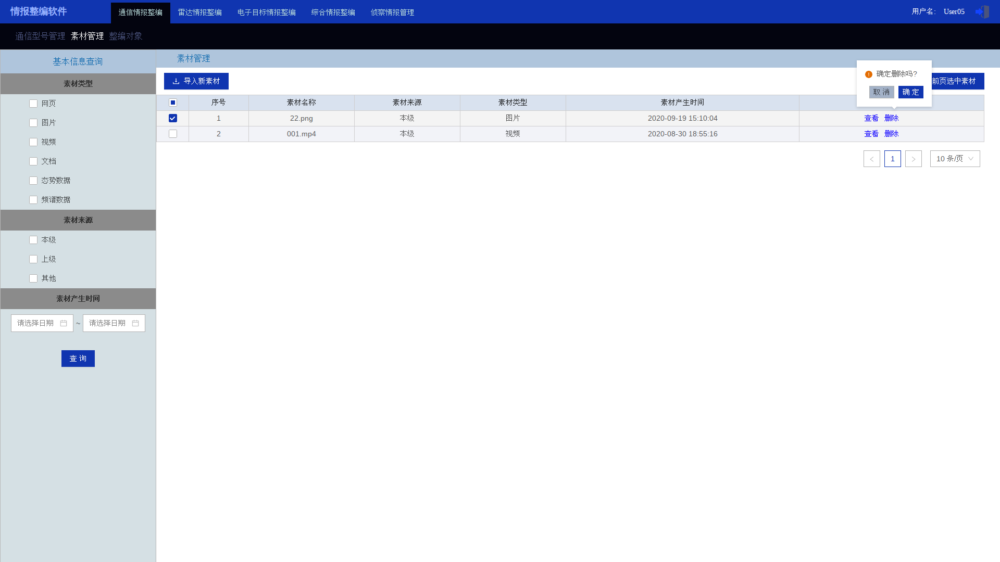 情报整编软件 通信情报整编 雷达情报整编 电子目标情报整编 综合情报整编 侦察情报管理 用户名: User05
通信型号管理 素材管理 整编对象
基本信息查询
素材类型
网页
图片
视频
文档
态势数据
频谱数据
素材来源
本级
上级
其他
素材产生时间
请选择日期 ~ 请选择日期
查 询
素材管理
导入新素材 前页选中素材
确定删除吗?
取 消 确 定
序号 素材名称 素材来源 素材类型 素材产生时间
1 22.png 本级 图片 2020-09-19 15:10:04 查看 删除
2 001.mp4 本级 视频 2020-08-30 18:55:16 查看 删除
< 1 > 10 条/页